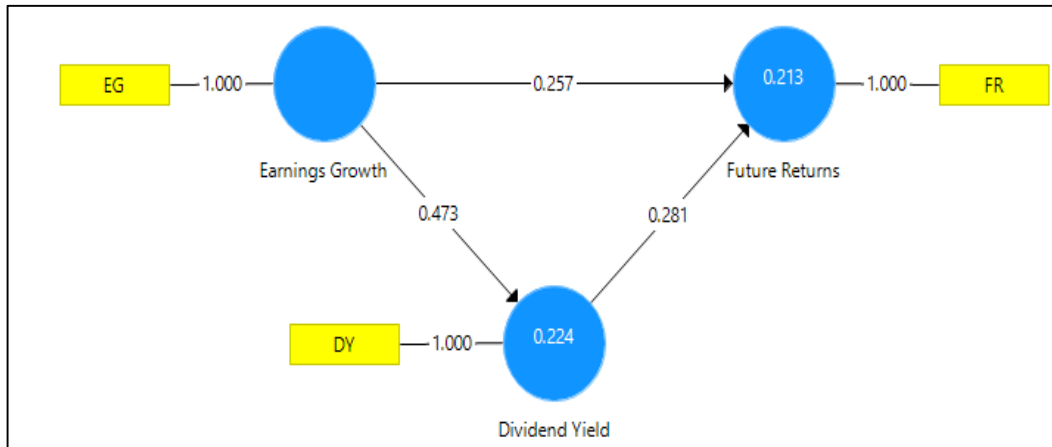 EG
1.000
0.257
0.213
1.000
FR
Earnings Growth
Future Returns
0.473
0.281
DY
1.000
0.224
Dividend Yield